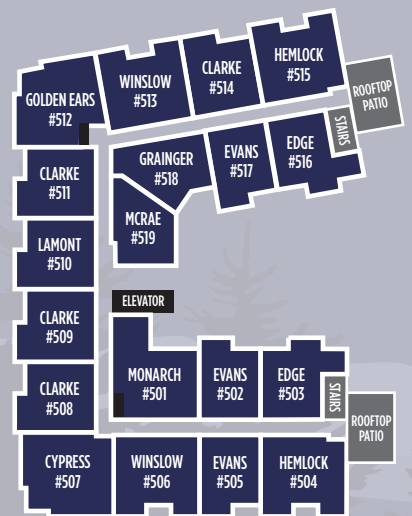 HEMLOCK
#515
CLARKE
#514
WINSLOW
#513
GOLDEN EARS
#512
ROOFTOP
PATIO
STAIRS
EDGE
#516
EVANS
#517
GRAINGER
#518
MCRAE
#519
CLARKE
#511
LAMONT
#510
CLARKE
#509
CLARKE
#508
ELEVATOR
MONARCH
#501
EVANS
#502
EDGE
#503
STAIRS
ROOFTOP
PATIO
CYPRESS
#507
WINSLOW
#506
EVANS
#505
HEMLOCK
#504